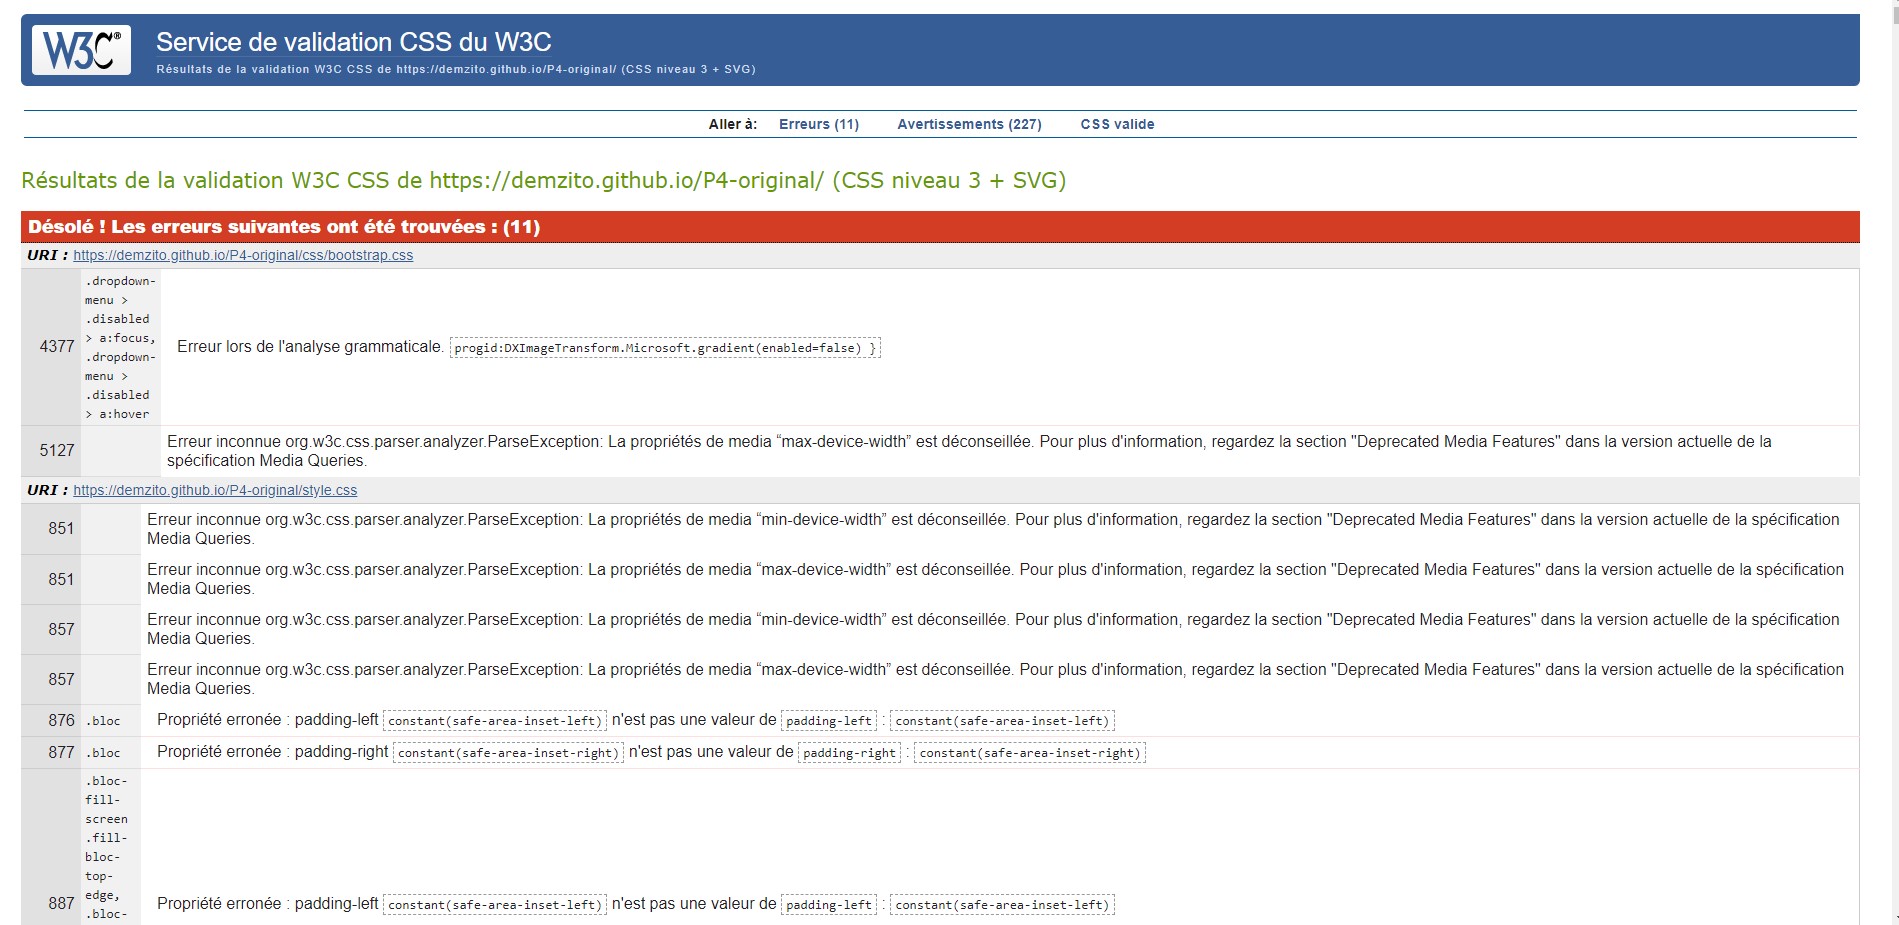 W3C®
Service de validation CSS du W3C
Résultats de la validation W3C CSS de https://demzito.github.io/P4-original/ (CSS niveau 3 + SVG)
Aller à: Erreurs (11) Avertissements (227) CSS valide
Résultats de la validation W3C CSS de https://demzito.github.io/P4-original/ (CSS niveau 3 + SVG)
Désolé ! Les erreurs suivantes ont été trouvées : (11)
URI : https://demzito.github.io/P4-original/css/bootstrap.css
4377
.dropdown-
menu >
.disabled
> a:focus,
.dropdown-
menu >
.disabled
> a:hover
Erreur lors de l'analyse grammaticale. progid:DXImageTransform.Microsoft.gradient(enabled=false) }
5127
Erreur inconnue org.w3c.css.parser.analyzer.ParseException: La propriétés de media “max-device-width” est déconseillée. Pour plus d'information, regardez la section "Deprecated Media Features" dans la version actuelle de la
spécification Media Queries.
URI : https://demzito.github.io/P4-original/style.css
851
Erreur inconnue org.w3c.css.parser.analyzer.ParseException: La propriétés de media “min-device-width” est déconseillée. Pour plus d'information, regardez la section "Deprecated Media Features" dans la version actuelle de la spécification
Media Queries.
851
Erreur inconnue org.w3c.css.parser.analyzer.ParseException: La propriétés de media “max-device-width” est déconseillée. Pour plus d'information, regardez la section "Deprecated Media Features" dans la version actuelle de la spécification
Media Queries.
857
Erreur inconnue org.w3c.css.parser.analyzer.ParseException: La propriétés de media “min-device-width” est déconseillée. Pour plus d'information, regardez la section "Deprecated Media Features" dans la version actuelle de la spécification
Media Queries.
857
Erreur inconnue org.w3c.css.parser.analyzer.ParseException: La propriétés de media “max-device-width” est déconseillée. Pour plus d'information, regardez la section "Deprecated Media Features" dans la version actuelle de la spécification
Media Queries.
876 .bloc Propriété erronée : padding-left constant(safe-area-inset-left) n'est pas une valeur de padding-left : constant(safe-area-inset-left)
877 .bloc Propriété erronée : padding-right constant(safe-area-inset-right) n'est pas une valeur de padding-right : constant(safe-area-inset-right)
887
.bloc-
fill-
screen
.fill-
bloc-
top-
edge,
.bloc-
Propriété erronée : padding-left constant(safe-area-inset-left) n'est pas une valeur de padding-left : constant(safe-area-inset-left)